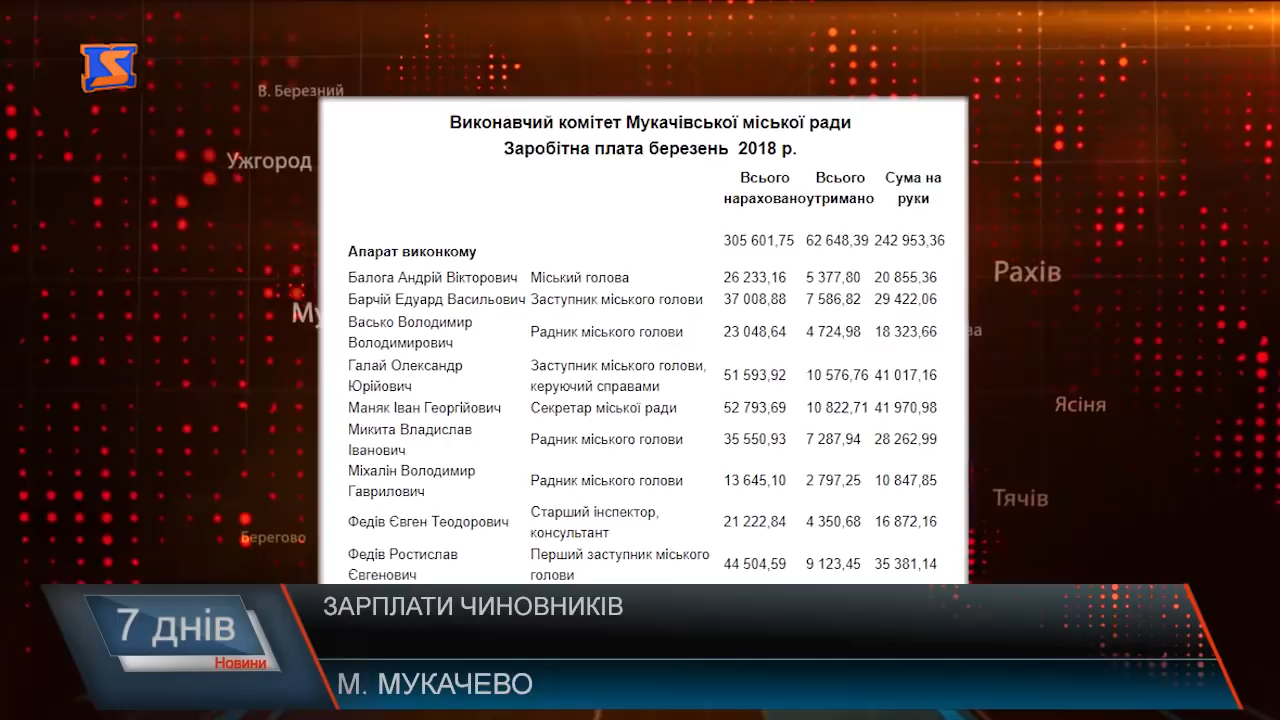 В. Березний
Ужгород
Му
Рахів
ва
Ясіня
Тячів
Берегово
Виконавчий комітет Мукачівської міської ради
Заробітна плата березень 2018 р.
Всього Всього Сума на
нараховано утримано руки
305 601,75 62 648,39 242 953,36
Апарат виконкому
Балога Андрій Вікторович Міський голова 26 233,16 5 377,80 20 855,36
Барчій Едуард Васильович Заступник міського голови 37 008,88 7 586,82 29 422,06
Васько Володимир
Володимирович Радник міського голови 23 048,64 4 724,98 18 323,66
Галай Олександр Заступник міського голови,
Юрійович керуючий справами 51 593,92 10 576,76 41 017,16
Маняк Іван Георгійович Секретар міської ради 52 793,69 10 822,71 41 970,98
Микита Владислав
Іванович Радник міського голови 35 550,93 7 287,94 28 262,99
Міхалін Володимир
Гаврилович Радник міського голови 13 645,10 2 797,25 10 847,85
Федів Євген Теодорович Старший інспектор,
консультант 21 222,84 4 350,68 16 872,16
Федів Ростислав Перший заступник міського
Євгенович голови 44 504,59 9 123,45 35 381,14
7 днів
Новини
ЗАРПЛАТИ ЧИНОВНИКІВ
М. МУКАЧЕВО